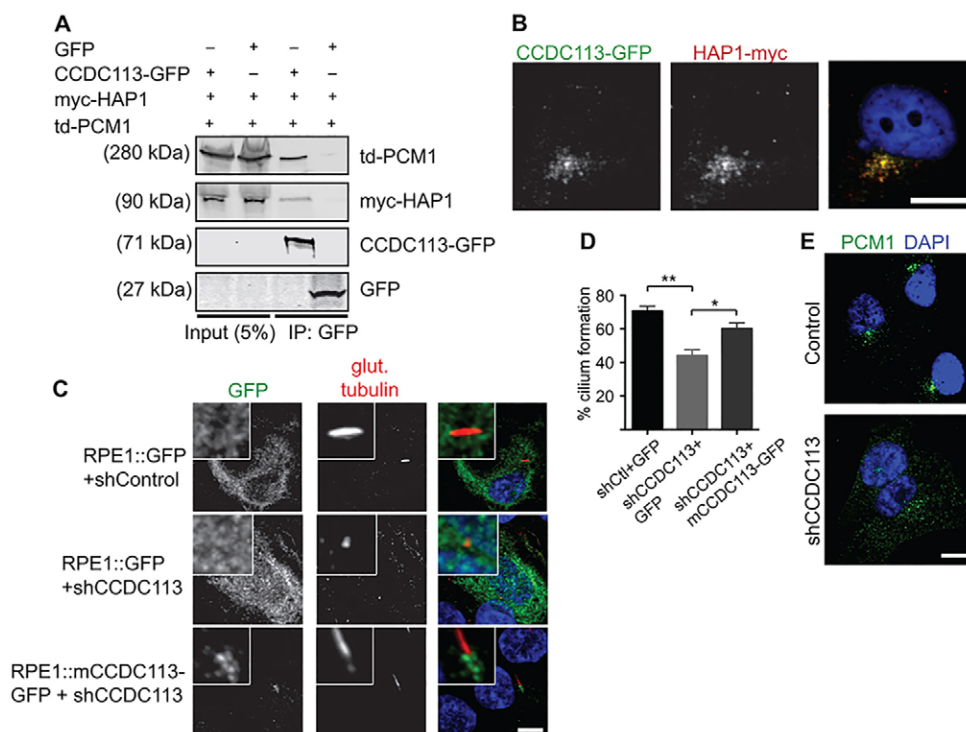 A
GFP – + – +
CCDC113-GFP + – + –
myc-HAP1 + + + +
td-PCM1 + + + +
(280 kDa) td-PCM1
(90 kDa) myc-HAP1
(71 kDa) CCDC113-GFP
(27 kDa) GFP
Input (5%) IP: GFP
B
CCDC113-GFP HAP1-myc
C
GFP glut.
tubulin
RPE1::GFP
+shControl
RPE1::GFP
+shCCDC113
RPE1::mCCDC113-
GFP + shCCDC113
D
** *
% cilium formation
80
60
40
20
shCtl+GFP
shCCDC113+
GFP
shCCDC113+
mCCDC113-GFP
E
PCM1 DAPI
Control
shCCDC113